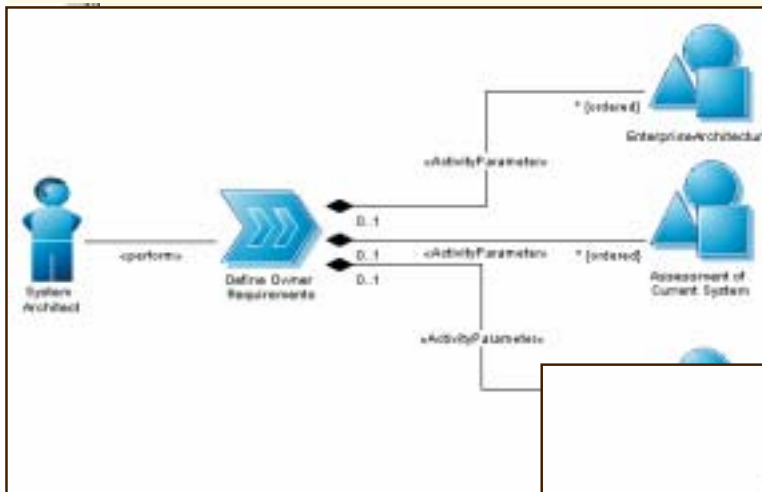 * {ordered}
EnterpriseArchitectur
«ActivityParameter»
0..1
«perform»
System
Architect
Define Owner
Requirements
0..1
«ActivityParameter»
* {ordered}
Assessment of
Current System
0..1
«ActivityParameter»